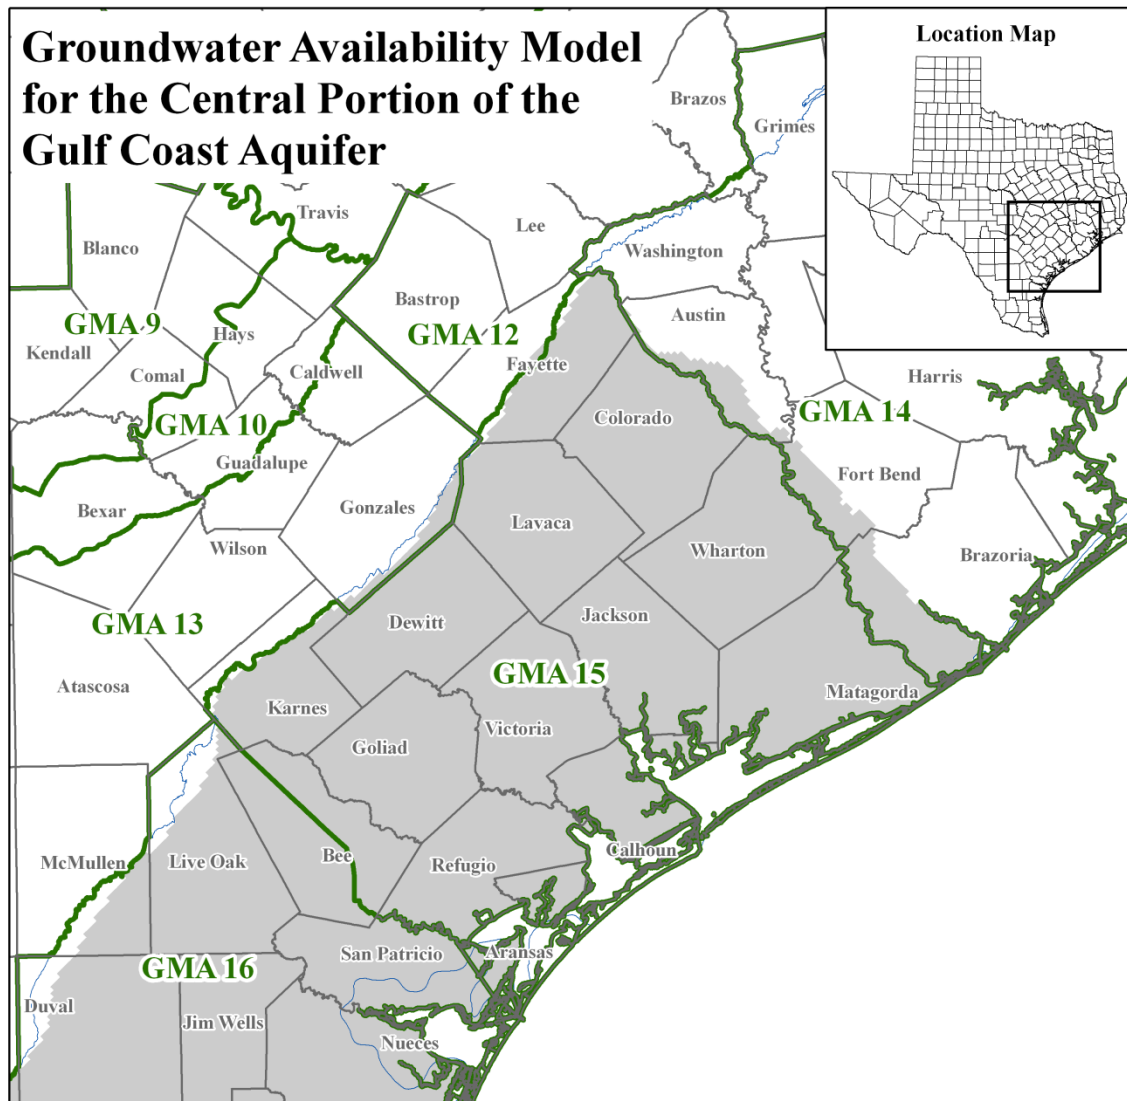 Groundwater Availability Model
for the Central Portion of the
Gulf Coast Aquifer
Location Map
Brazos
Grimes
Travis
Lee
Washington
Blanco
Bastrop
Austin
GMA 9
GMA 12
Hays
Kendall
Fayette
Harris
Comal
Caldwell
GMA 14
Colorado
GMA 10
Guadalupe
Fort Bend
Bexar
Gonzales
Lavaca
Wilson
Wharton
Brazoria
GMA 13
Dewitt
Jackson
GMA 15
Atascosa
Matagorda
Karnes
Victoria
Goliad
McMullen
Live Oak
Bee
Refugio
Calhoun
San Patricio
Aransas
GMA 16
Duval
Jim Wells
Nueces